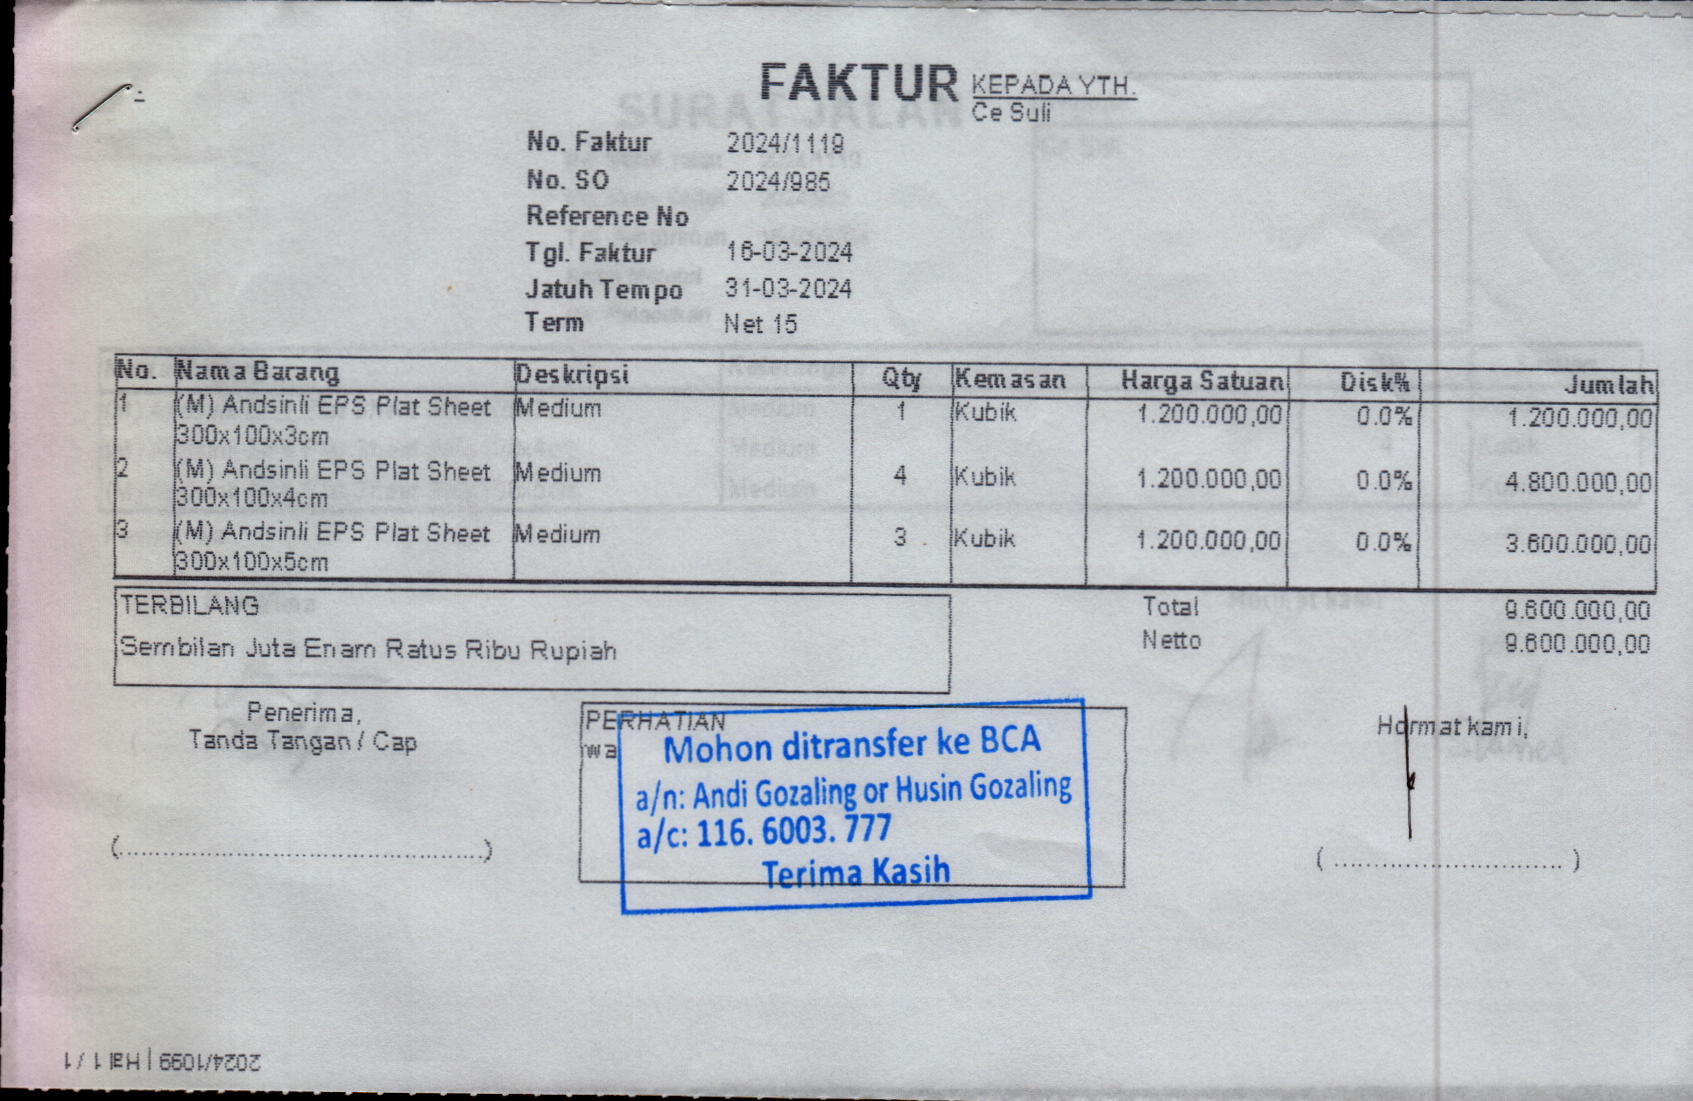 FAKTUR
KEPADA YTH.
Ce Suli
No. Faktur 2024/1119
No. SO 2024/985
Reference No
Tgl. Faktur 16-03-2024
Jatuh Tempo 31-03-2024
Term Net 15
No. Nama Barang Deskripsi Qty Kemasan Harga Satuan Disk% Jumlah
1 (M) Andsinli EPS Plat Sheet Medium 1 Kubik 1.200.000,00 0.0% 1.200.000,00
300x100x3cm
2 (M) Andsinli EPS Plat Sheet Medium 4 Kubik 1.200.000,00 0.0% 4.800.000,00
300x100x4cm
3 (M) Andsinli EPS Plat Sheet Medium 3 Kubik 1.200.000,00 0.0% 3.600.000,00
300x100x5cm
TERBILANG
Sembilan Juta Enam Ratus Ribu Rupiah
Total 9.600.000,00
Netto 9.600.000,00
Penerima,
Tanda Tangan / Cap
(............................................)
PERHATIAN
wa
Mohon ditransfer ke BCA
a/n: Andi Gozaling or Husin Gozaling
a/c: 116. 6003. 777
Terima Kasih
Hormat kami,
( ............................ )
2024/1099 | Hal 1 / 1